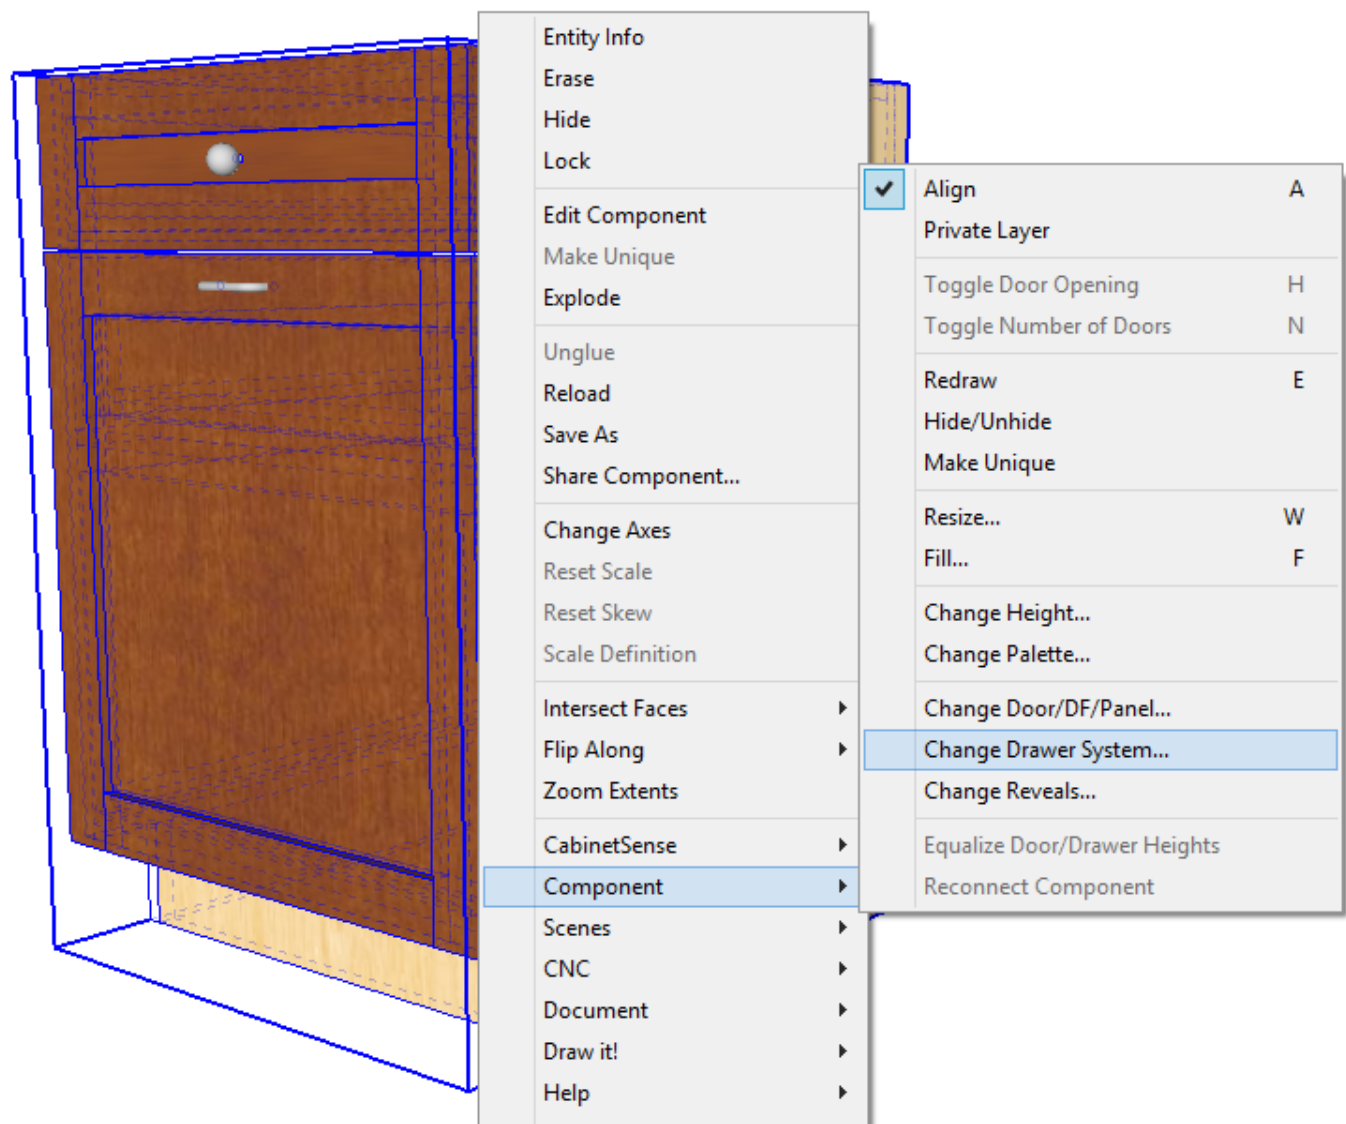 Entity Info
Erase
Hide
Lock
Edit Component
Make Unique
Explode
Unglue
Reload
Save As
Share Component...
Change Axes
Reset Scale
Reset Skew
Scale Definition
Intersect Faces
Flip Along
Zoom Extents
CabinetSense
Component
Scenes
CNC
Document
Draw it!
Help
Align A
Private Layer
Toggle Door Opening H
Toggle Number of Doors N
Redraw E
Hide/Unhide
Make Unique
Resize... W
Fill... F
Change Height...
Change Palette...
Change Door/DF/Panel...
Change Drawer System...
Change Reveals...
Equalize Door/Drawer Heights
Reconnect Component